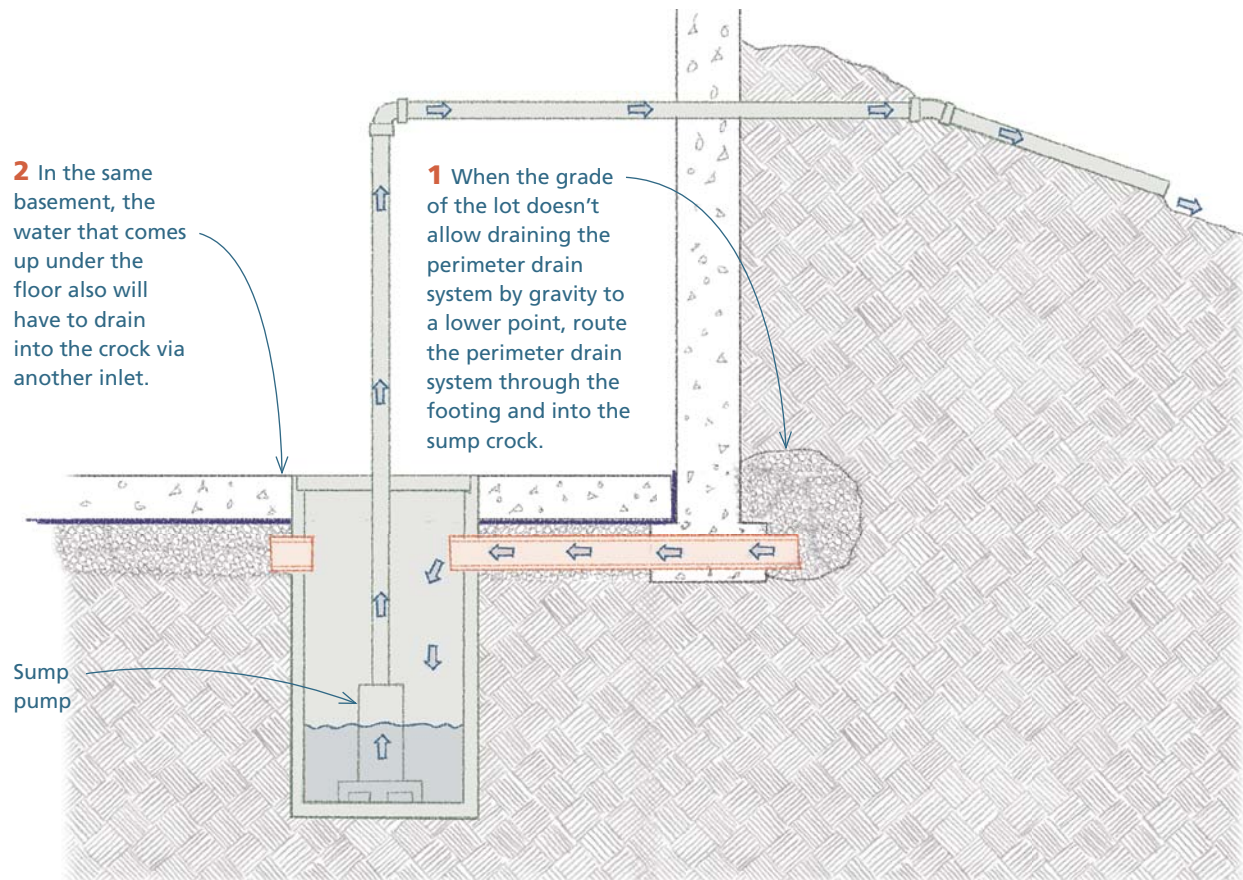 2 In the same
basement, the
water that comes
up under the
floor also will
have to drain
into the crock via
another inlet.
1 When the grade
of the lot doesn’t
allow draining the
perimeter drain
system by gravity to
a lower point, route
the perimeter drain
system through the
footing and into the
sump crock.
Sump
pump